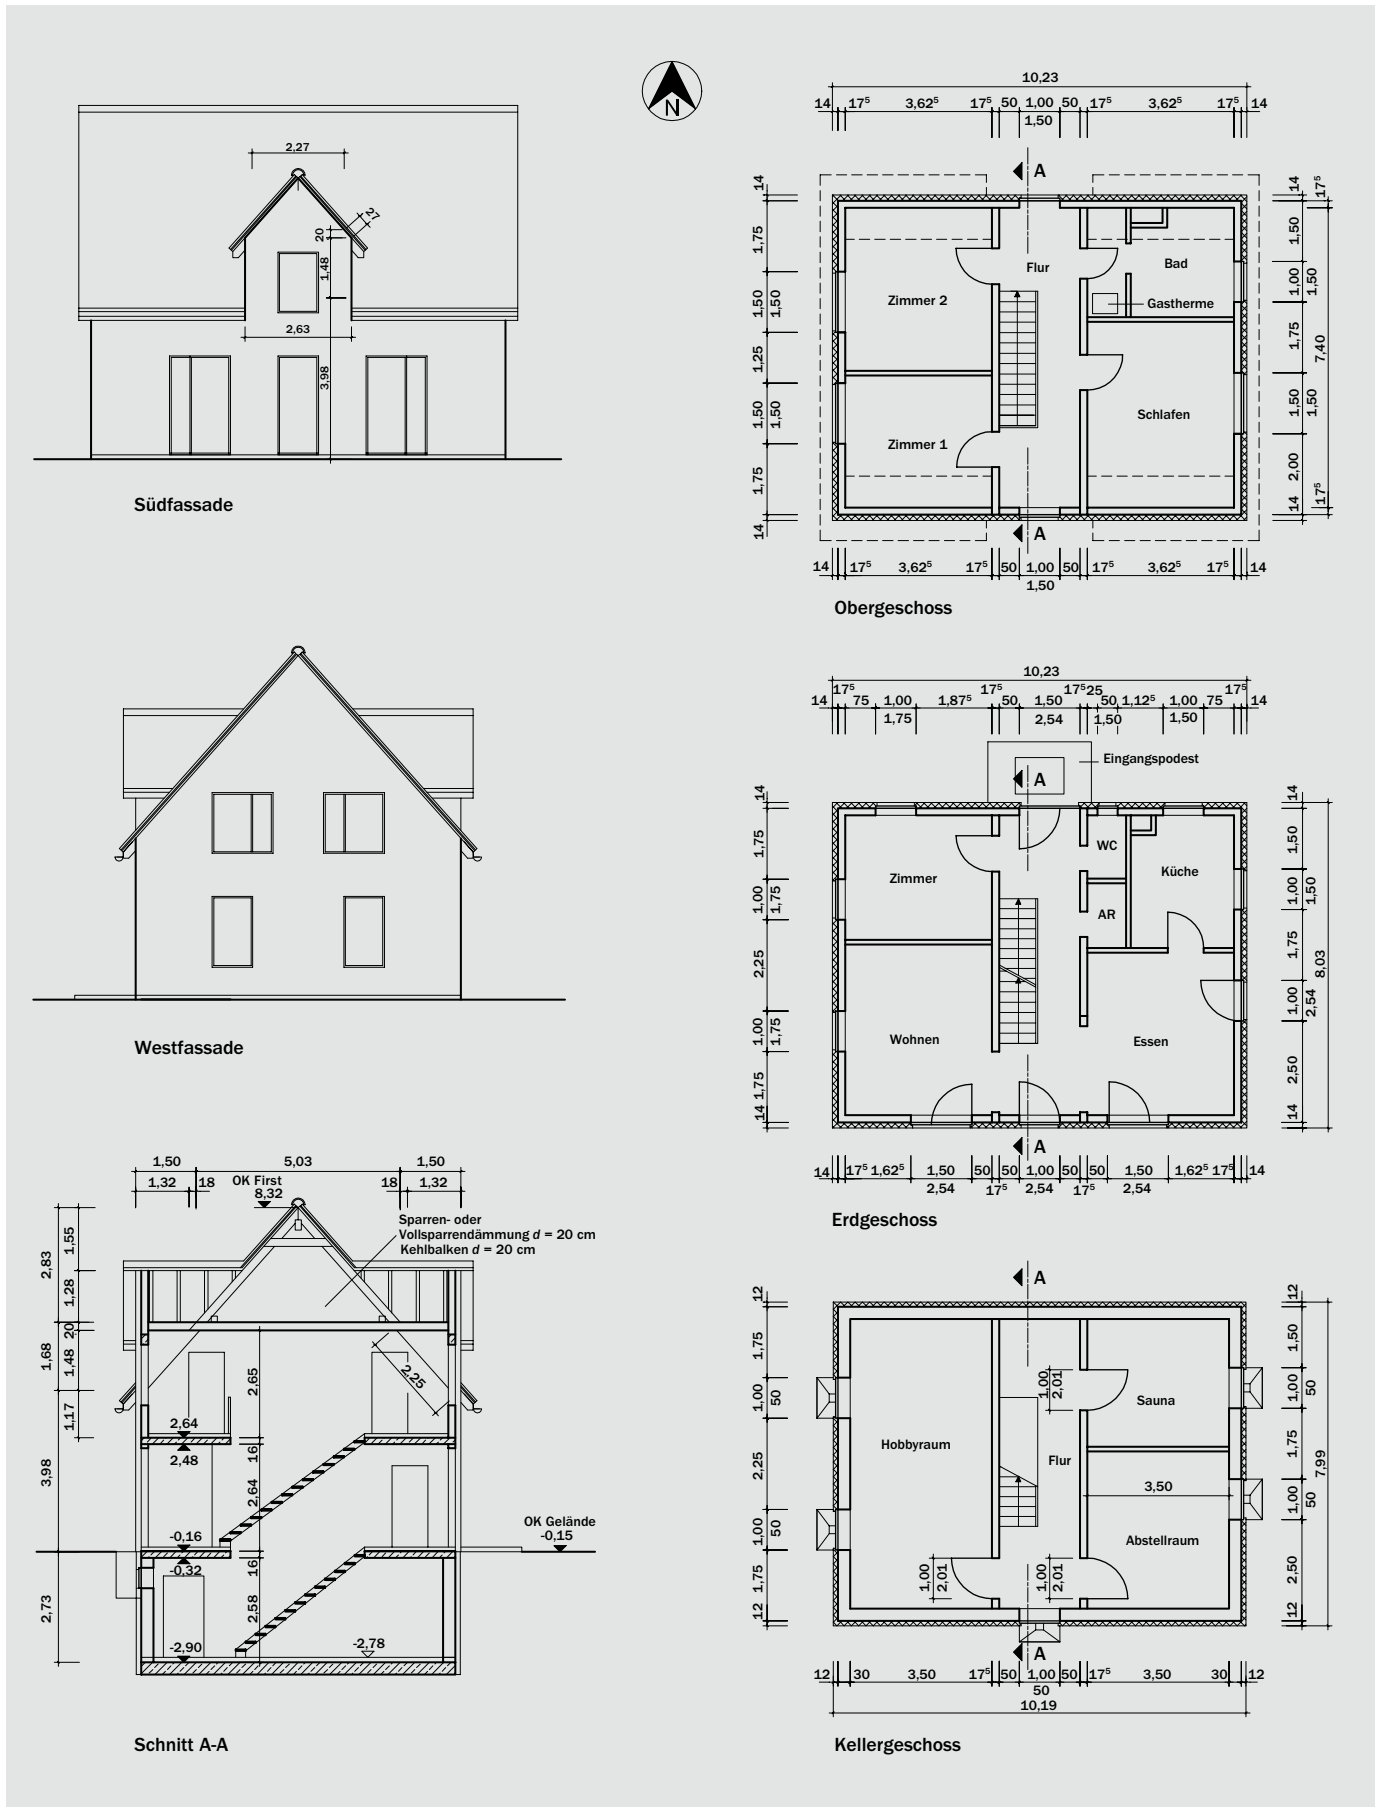 2,27
27
20
1,48
2,63
3,98
Südfassade
N
10,23
14 17⁵ 3,62⁵ 17⁵ 50 1,00 50 17⁵ 3,62⁵ 17⁵ 14
1,50
A
14
1,75
1,50
1,50
1,25
1,50
1,50
1,75
14
Flur
Bad
Zimmer 2
Gastherme
Schlafen
Zimmer 1
14
17⁵
1,50
1,00
1,50
1,75
7,40
1,50
1,50
2,00
14
17⁵
A
14 17⁵ 3,62⁵ 17⁵ 50 1,00 50 17⁵ 3,62⁵ 17⁵ 14
1,50
Obergeschoss
Westfassade
10,23
17⁵ 17⁵ 17⁵25 17⁵
14 75 1,00 1,87⁵ 50 1,50 50 1,12⁵ 1,00 75 14
1,75 2,54 1,50 1,50
Eingangspodest
A
14
1,75
1,00
1,75
2,25
1,00
1,75
1,75
14
WC
Zimmer
Küche
AR
Wohnen
Essen
14
1,50
1,00
1,50
1,75
8,03
1,00
2,54
2,50
14
A
14 17⁵ 1,62⁵ 1,50 50 50 1,00 50 50 1,50 1,62⁵ 17⁵ 14
2,54 17⁵ 2,54 17⁵ 2,54
Erdgeschoss
1,50 5,03 1,50
1,32 18 OK First 18 1,32
8,32
Sparren- oder
Vollsparrendämmung d = 20 cm
Kehlbalken d = 20 cm
2,83
1,55
1,28
20
1,68
1,48
1,17
3,98
2,73
2,25
2,65
2,64
2,48
16
2,64
-0,16
-0,32
16
2,58
OK Gelände
-0,15
-2,90
-2,78
Schnitt A-A
A
12
1,75
1,00
50
2,25
1,00
50
1,75
12
1,00
2,01
Sauna
Hobbyraum
Flur
3,50
Abstellraum
1,00
2,01
1,00
2,01
12
1,50
1,00
50
1,75
7,99
1,00
50
2,50
12
A
12 30 3,50 17⁵ 50 1,00 50 17⁵ 3,50 30 12
50
10,19
Kellergeschoss